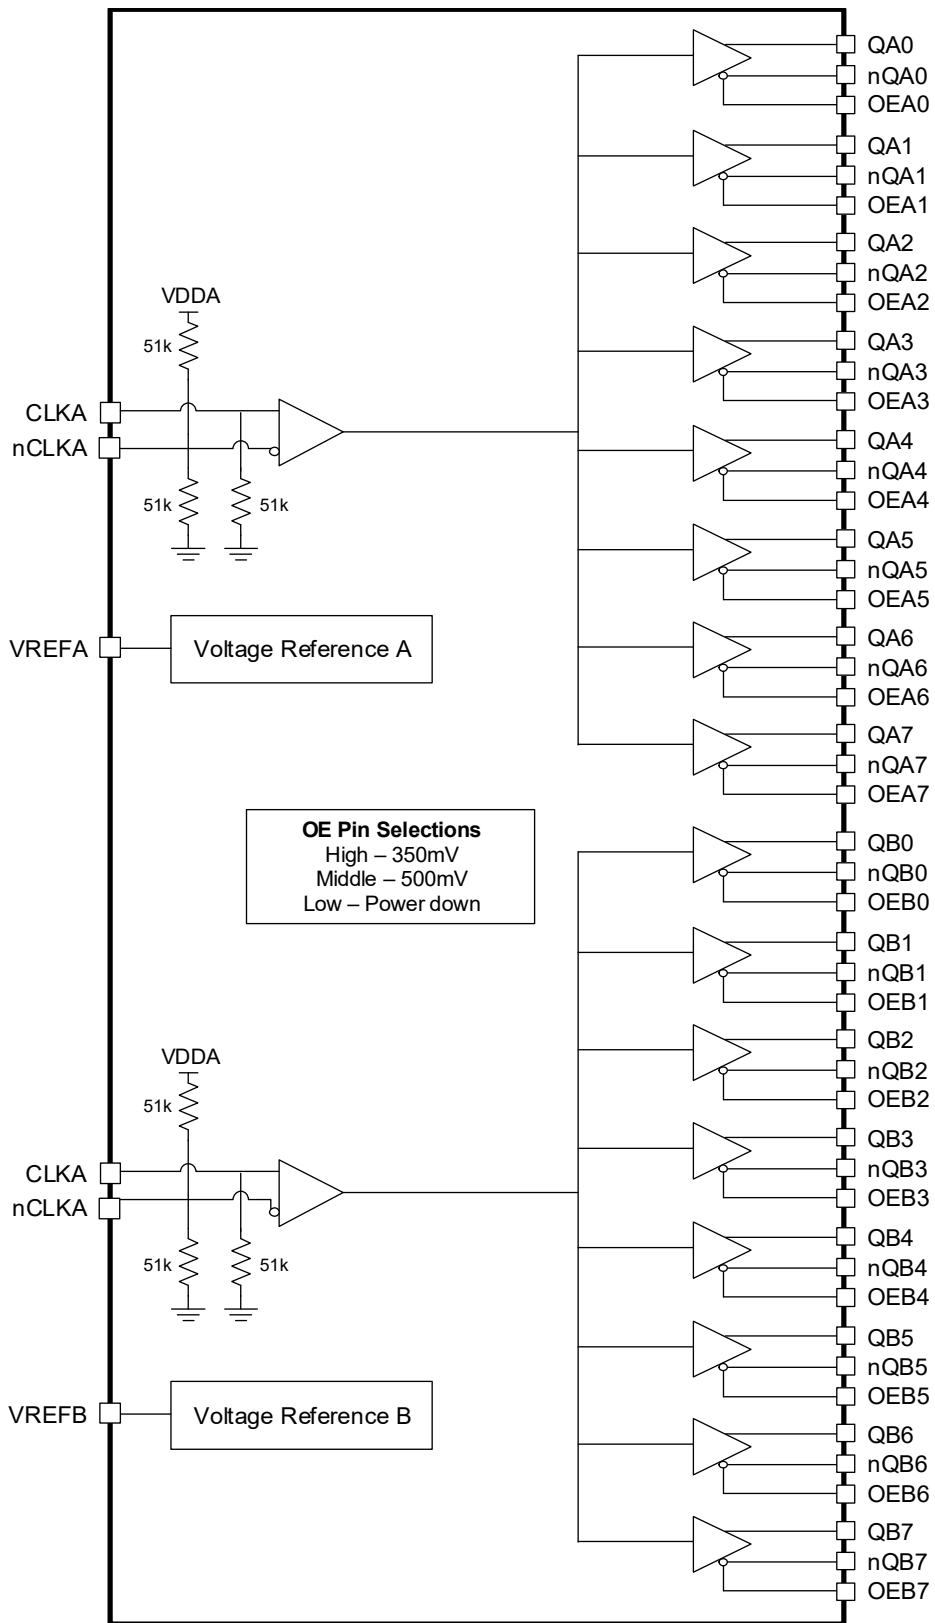 QA0
nQA0
OEA0
QA1
nQA1
OEA1
QA2
nQA2
OEA2
VDDA
51k
QA3
nQA3
OEA3
CLKA
nCLKA
QA4
nQA4
OEA4
51k
51k
QA5
nQA5
OEA5
VREFA
Voltage Reference A
QA6
nQA6
OEA6
QA7
nQA7
OEA7
OE Pin Selections
High – 350mV
Middle – 500mV
Low – Power down
QB0
nQB0
OEB0
QB1
nQB1
OEB1
QB2
nQB2
OEB2
VDDA
51k
QB3
nQB3
OEB3
CLKA
nCLKA
QB4
nQB4
OEB4
51k
51k
QB5
nQB5
OEB5
VREFB
Voltage Reference B
QB6
nQB6
OEB6
QB7
nQB7
OEB7